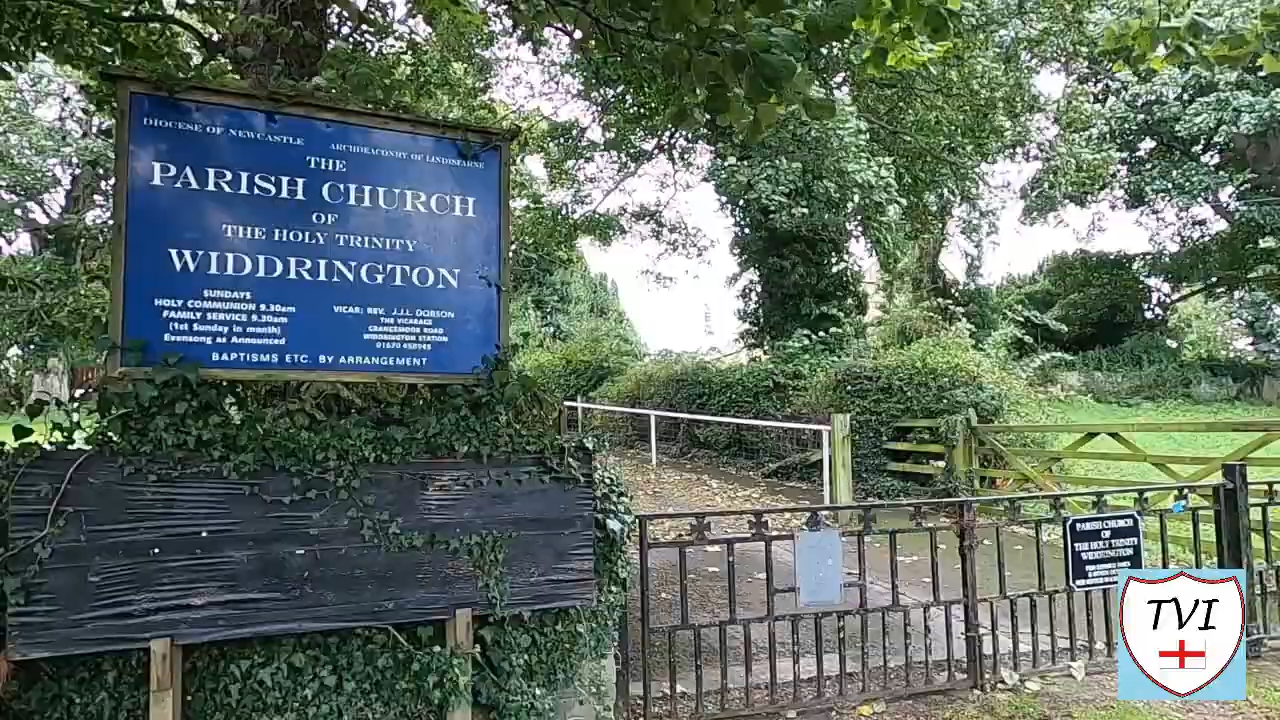 DIOCESE OF NEWCASTLE
ARCHDEACONRY OF LINDISFARNE
THE
PARISH CHURCH
OF
THE HOLY TRINITY
WIDDRINGTON
SUNDAYS
HOLY COMMUNION 9.30am
FAMILY SERVICE 9.30am
(1st Sunday in month)
Evensong as Announced
VICAR: REV. J.J.L. DOBSON
THE VICARAGE
GRANGEMOOR ROAD
WIDDRINGTON STATION
BAPTISMS ETC. BY ARRANGEMENT
PARISH CHURCH
OF
THE HOLY TRINITY
WIDDRINGTON
TVI